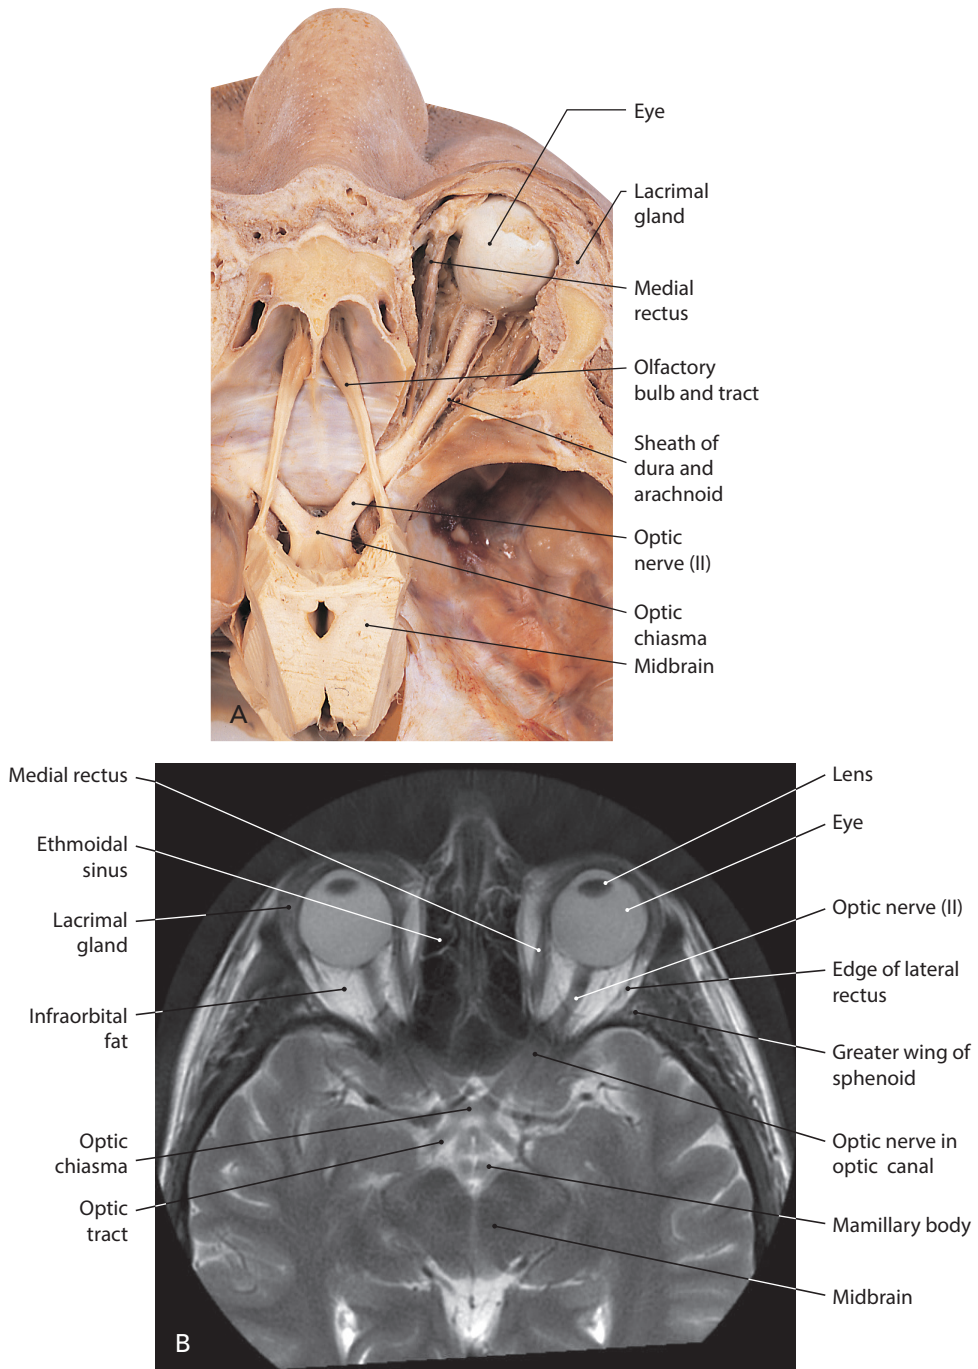 Eye
Lacrimal
gland
Medial
rectus
Olfactory
bulb and tract
Sheath of
dura and
arachnoid
Optic
nerve (II)
Optic
chiasma
Midbrain
A
Medial rectus
Ethmoidal
sinus
Lacrimal
gland
Infraorbital
fat
Optic
chiasma
Optic
tract
Lens
Eye
Optic nerve (II)
Edge of lateral
rectus
Greater wing of
sphenoid
Optic nerve in
optic canal
Mamillary body
Midbrain
B